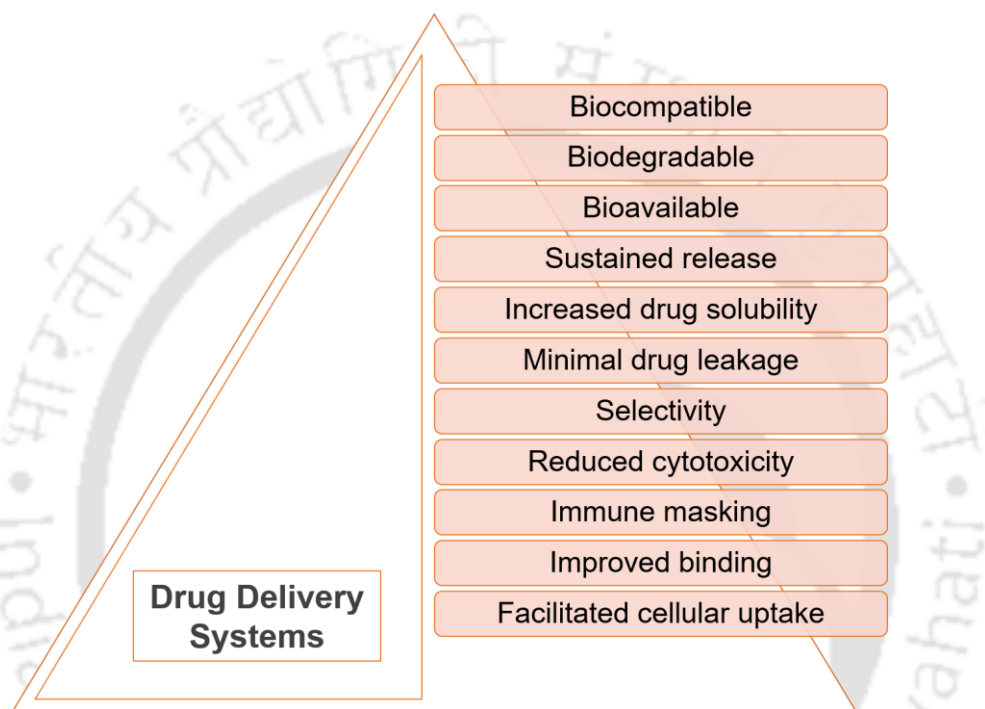 भारतीय प्रौद्योगिकी
Biocompatible
Biodegradable
Bioavailable
Sustained release
Increased drug solubility
Minimal drug leakage
Selectivity
Reduced cytotoxicity
Immune masking
Improved binding
Facilitated cellular uptake
Drug Delivery
Systems